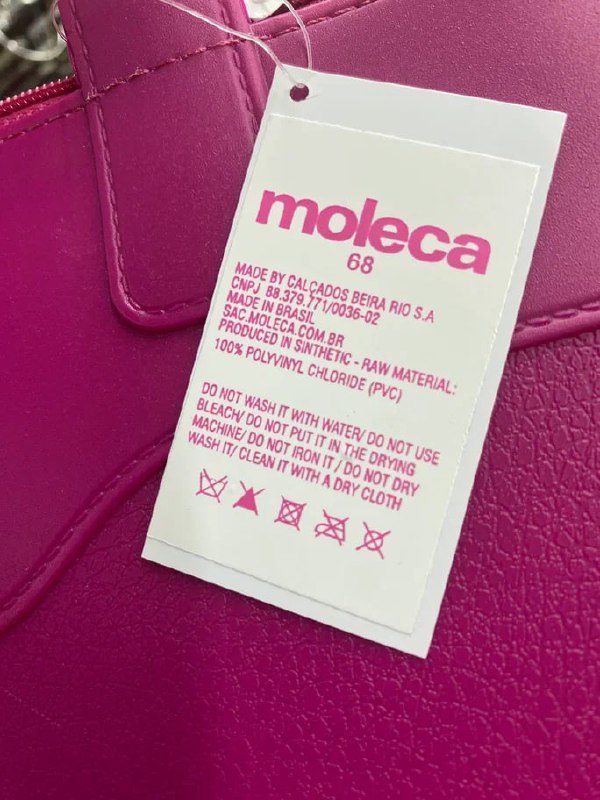 moleca
68
MADE BY CALÇADOS BEIRA RIO S.A
CNPJ 88.379.771/0036-02
MADE IN BRASIL
SAC.MOLECA.COM.BR
PRODUCED IN SINTHETIC - RAW MATERIAL:
100% POLYVINYL CHLORIDE (PVC)
DO NOT WASH IT WITH WATER/ DO NOT USE
BLEACH/ DO NOT PUT IT IN THE DRYING
MACHINE/ DO NOT IRON IT / DO NOT DRY
WASH IT/ CLEAN IT WITH A DRY CLOTH